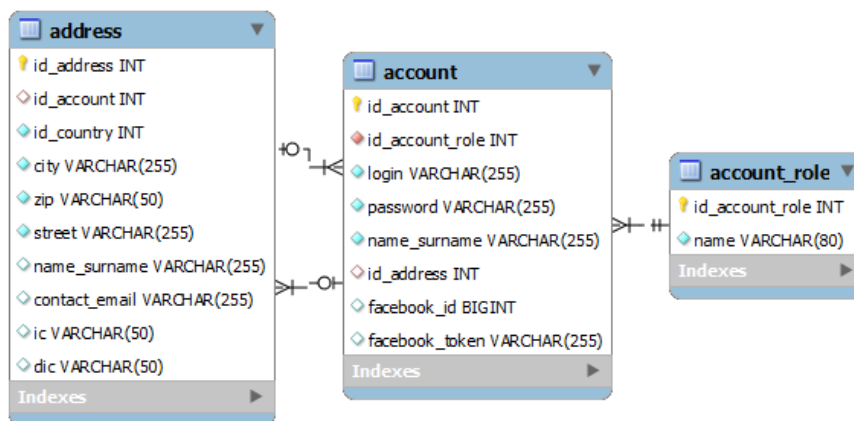 address
id_address INT
id_account INT
id_country INT
city VARCHAR(255)
zip VARCHAR(50)
street VARCHAR(255)
name_surname VARCHAR(255)
contact_email VARCHAR(255)
ic VARCHAR(50)
dic VARCHAR(50)
Indexes
account
id_account INT
id_account_role INT
login VARCHAR(255)
password VARCHAR(255)
name_surname VARCHAR(255)
id_address INT
facebook_id BIGINT
facebook_token VARCHAR(255)
Indexes
account_role
id_account_role INT
name VARCHAR(80)
Indexes